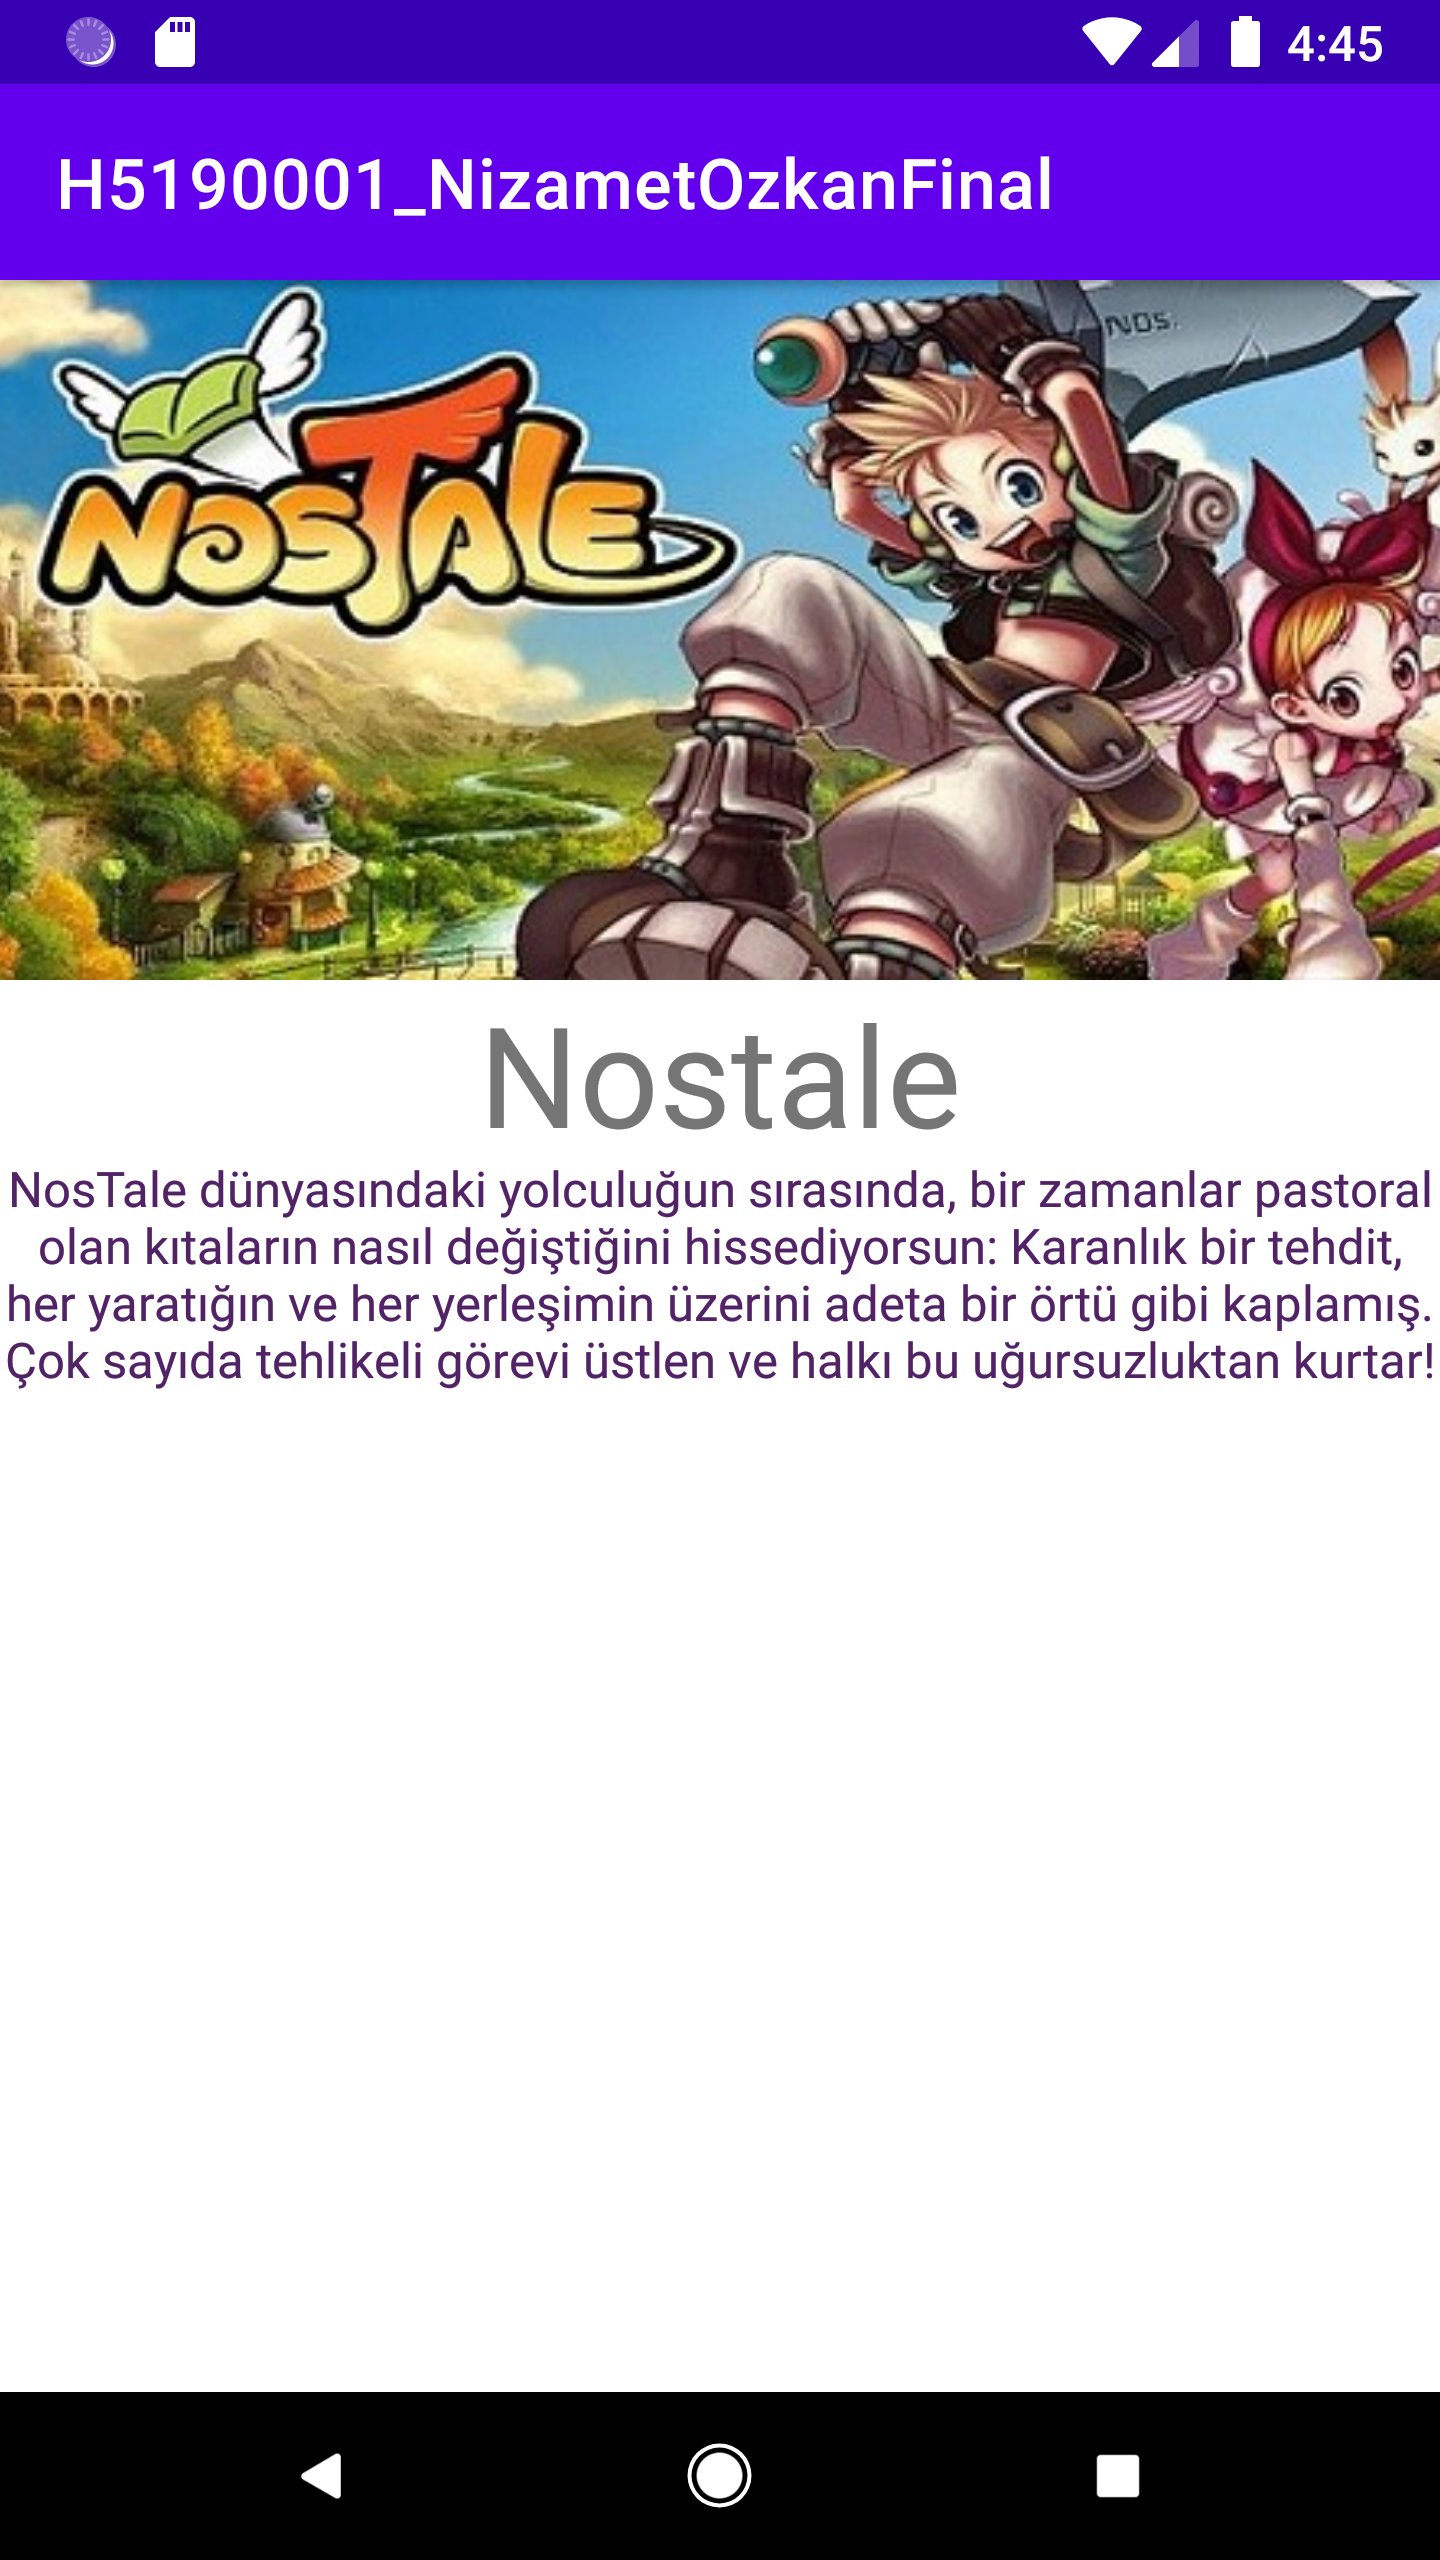 4:45
H5190001_NizametOzkanFinal
NOS.
NOSTALE
Nostale
NosTale dünyasındaki yolculuğun sırasında, bir zamanlar pastoral
olan kıtaların nasıl değiştiğini hissediyorsun: Karanlık bir tehdit,
her yaratığın ve her yerleşimin üzerini adeta bir örtü gibi kaplamış.
Çok sayıda tehlikeli görevi üstlen ve halkı bu uğursuzluktan kurtar!